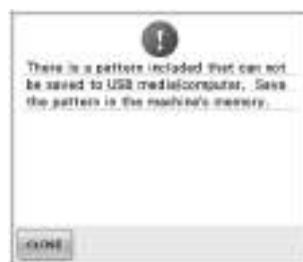 There is a pattern included that can not
be saved to USB media/computer. Save
the pattern in the machine's memory.
CLOSE